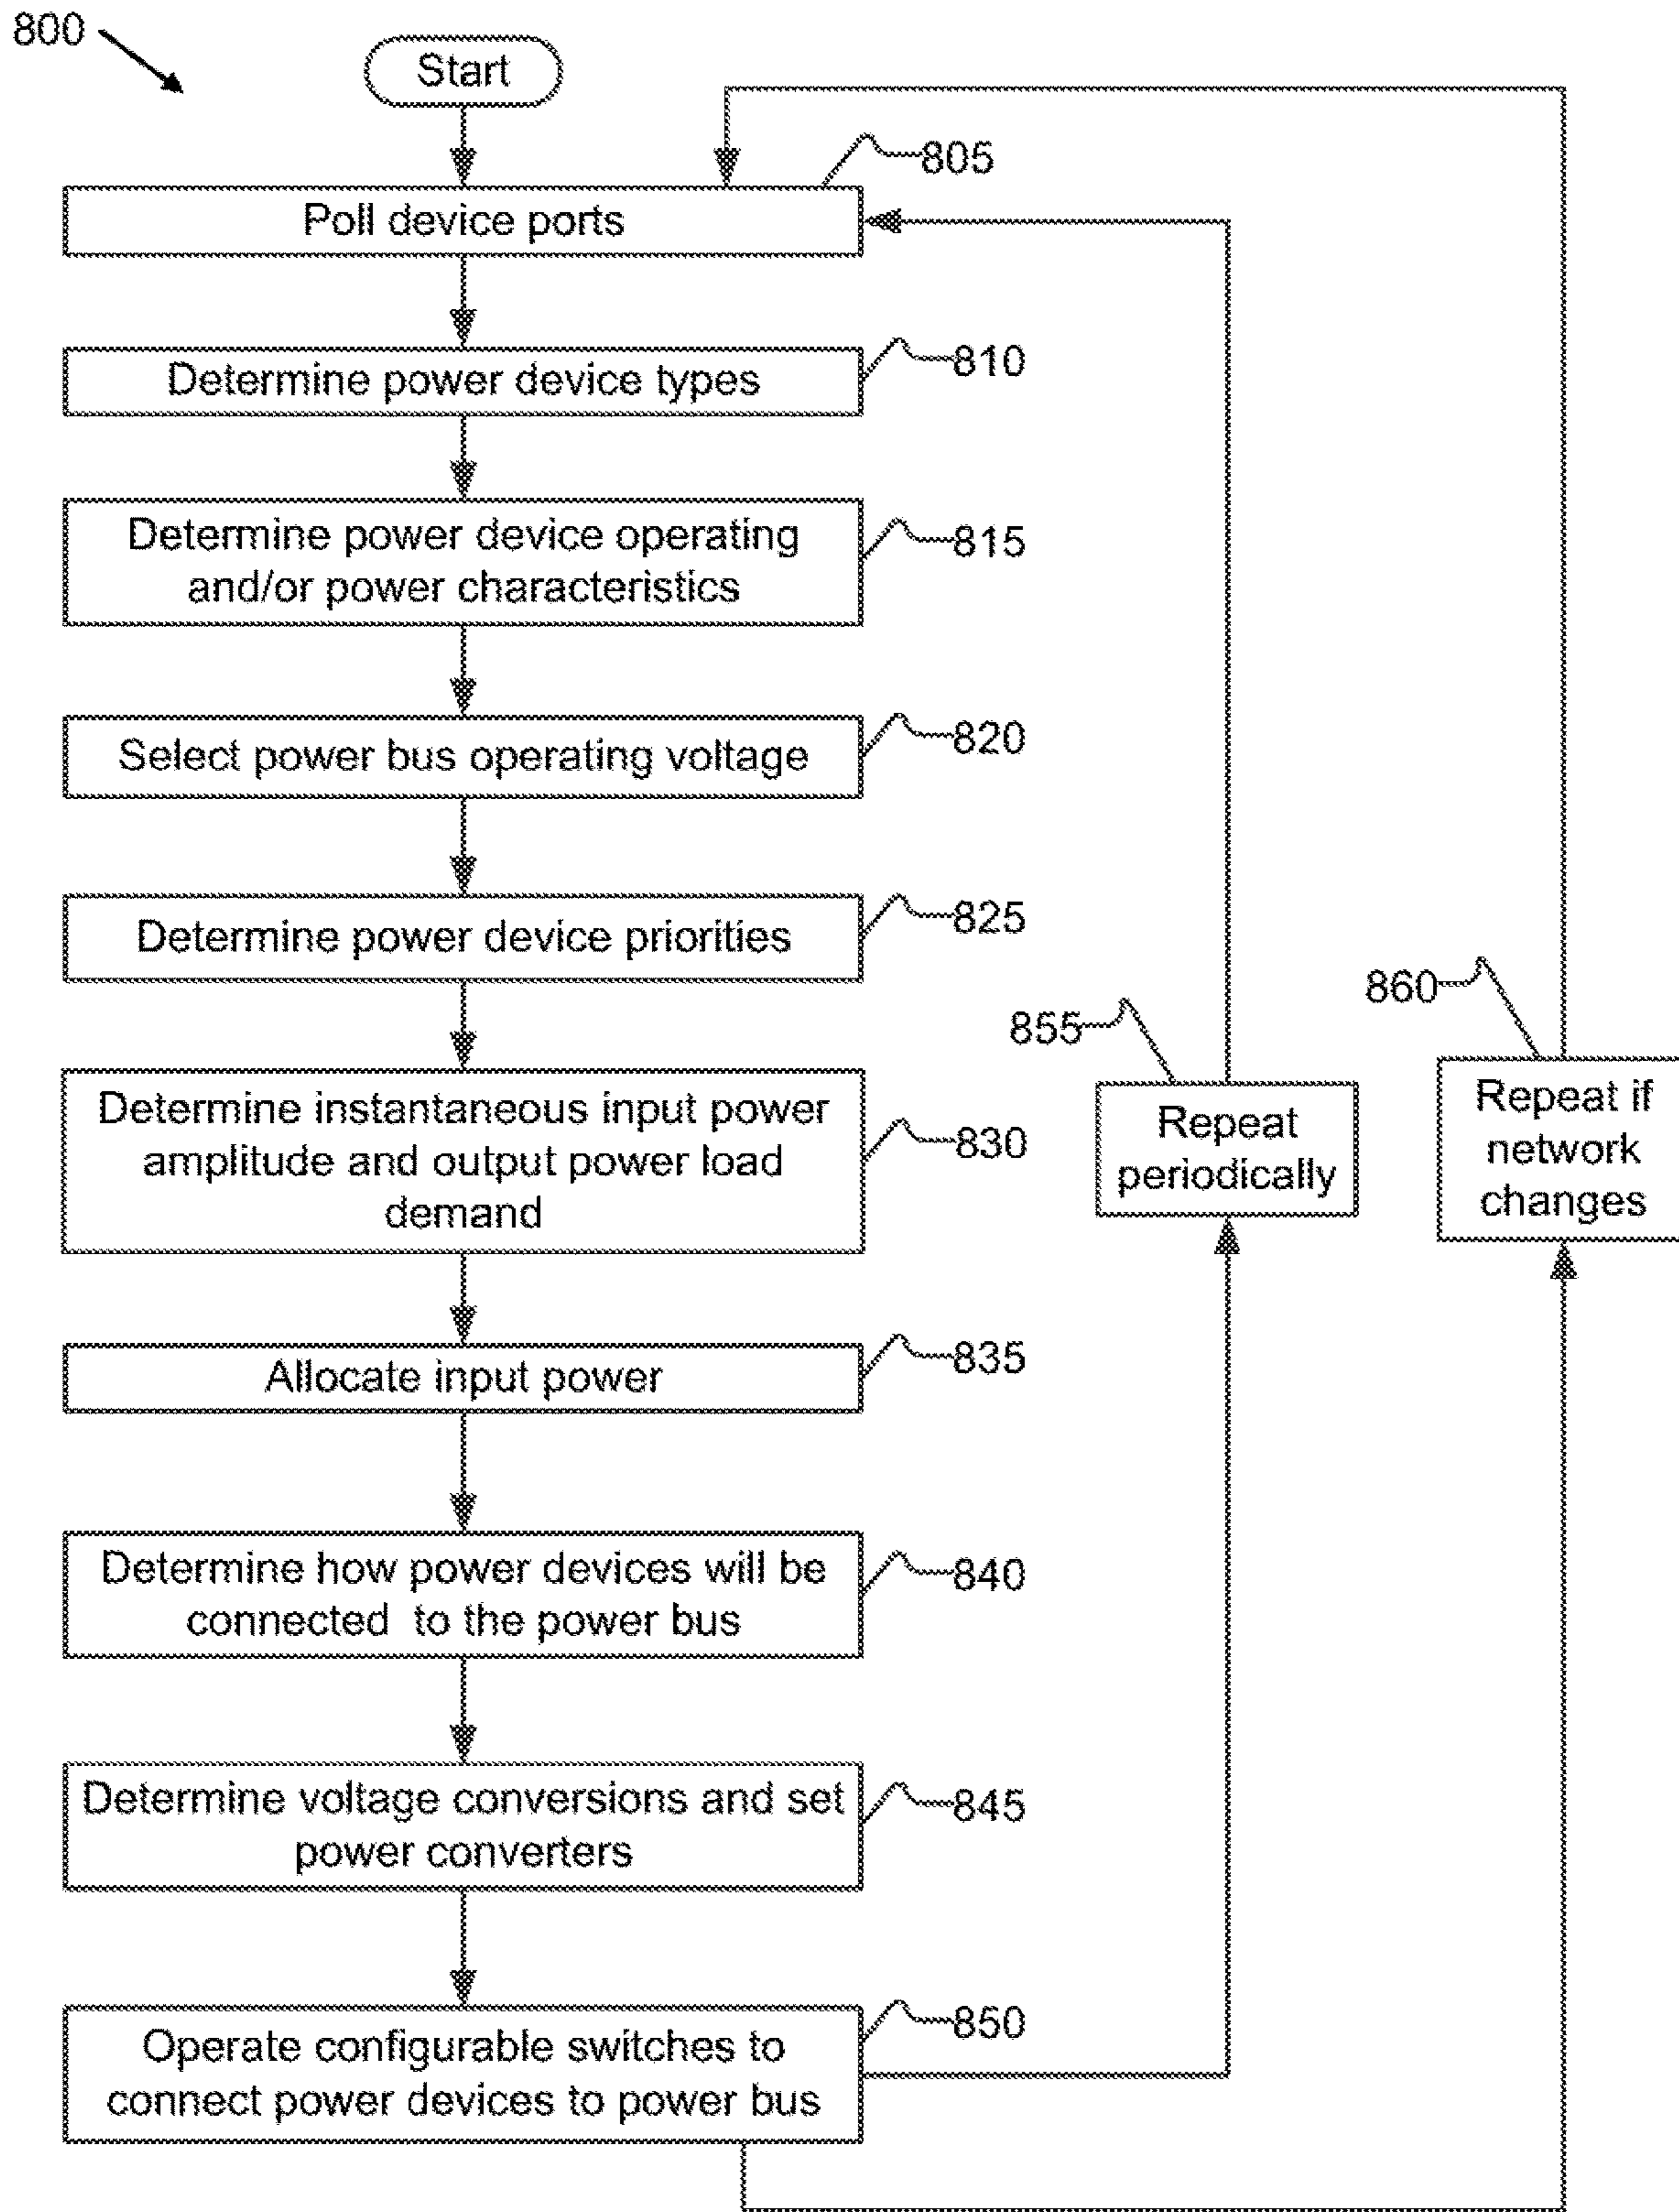 800
Start
805
Poll device ports
810
Determine power device types
815
Determine power device operating
and/or power characteristics
820
Select power bus operating voltage
825
Determine power device priorities
830
Determine instantaneous input power
amplitude and output power load
demand
835
Allocate input power
840
Determine how power devices will be
connected to the power bus
845
Determine voltage conversions and set
power converters
850
Operate configurable switches to
connect power devices to power bus
855
Repeat
periodically
860
Repeat if
network
changes